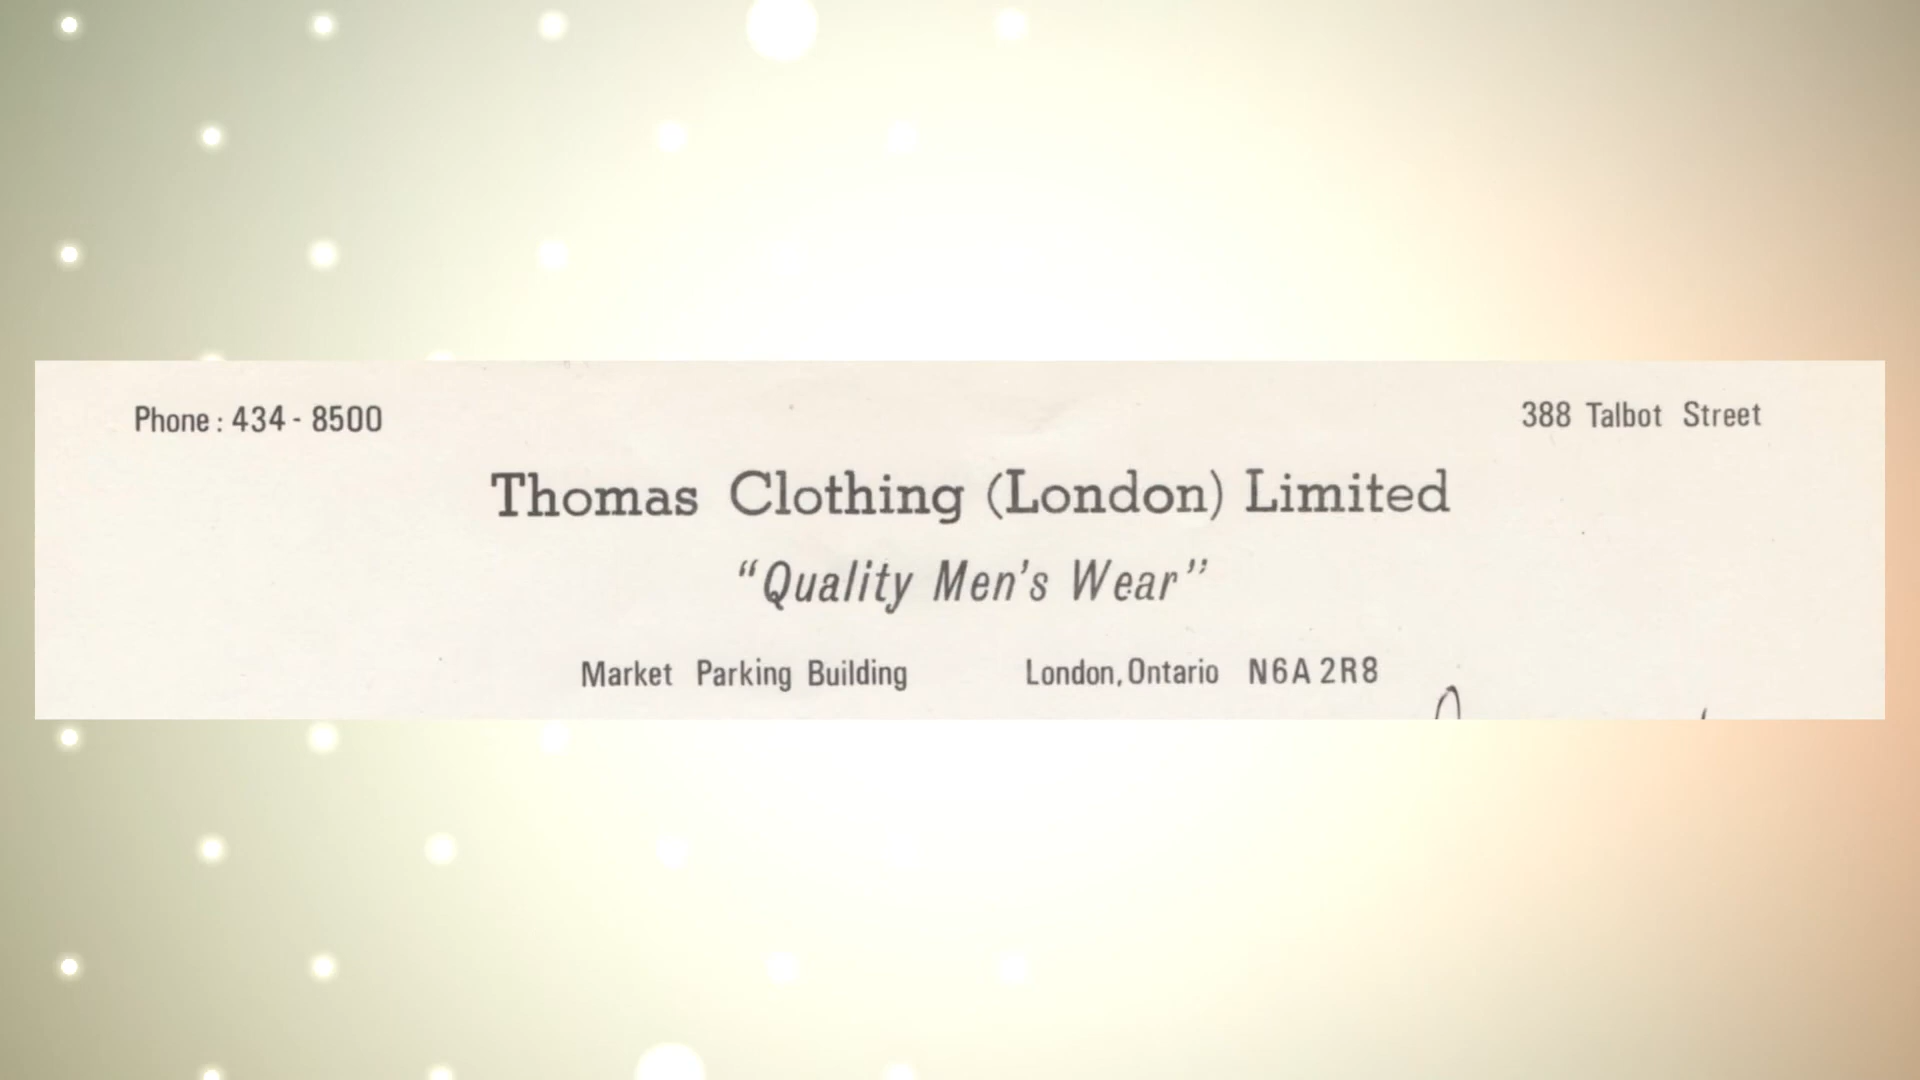 Phone : 434 - 8500
388 Talbot Street
Thomas Clothing (London) Limited
“Quality Men's Wear”
Market Parking Building London, Ontario N6A 2R8